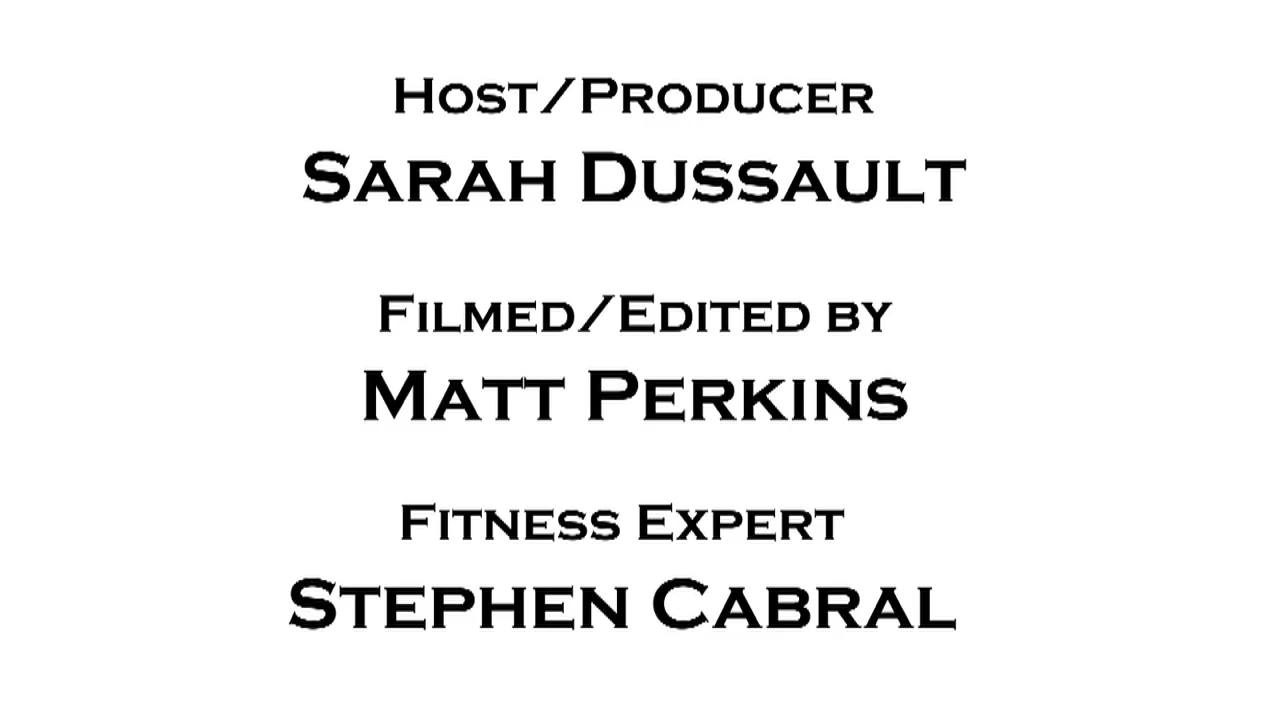 Host/Producer
Sarah Dussault
Filmed/Edited by
Matt Perkins
Fitness Expert
Stephen Cabral